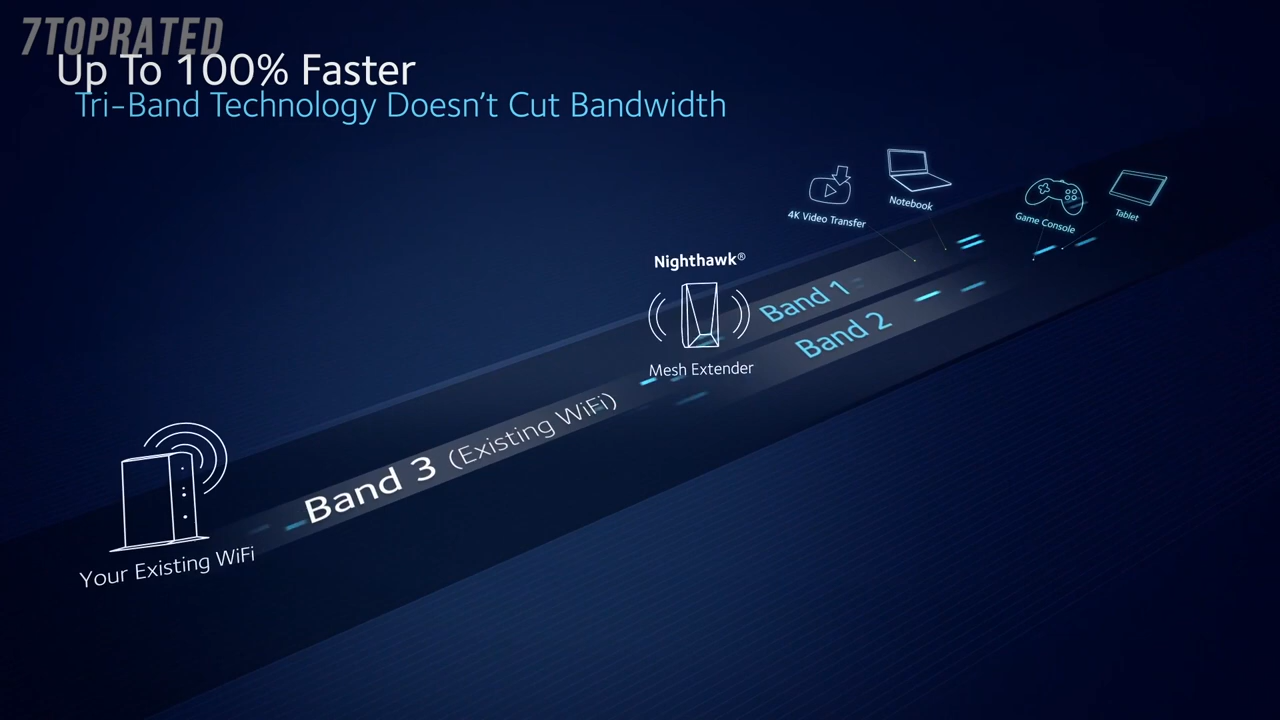 7TOPRATED
Up To 100% Faster
Tri-Band Technology Doesn't Cut Bandwidth
4K Video Transfer
Notebook
Game Console
Tablet
Nighthawk®
Mesh Extender
Band 1
Band 2
Band 3 (Existing WiFi)
Your Existing WiFi